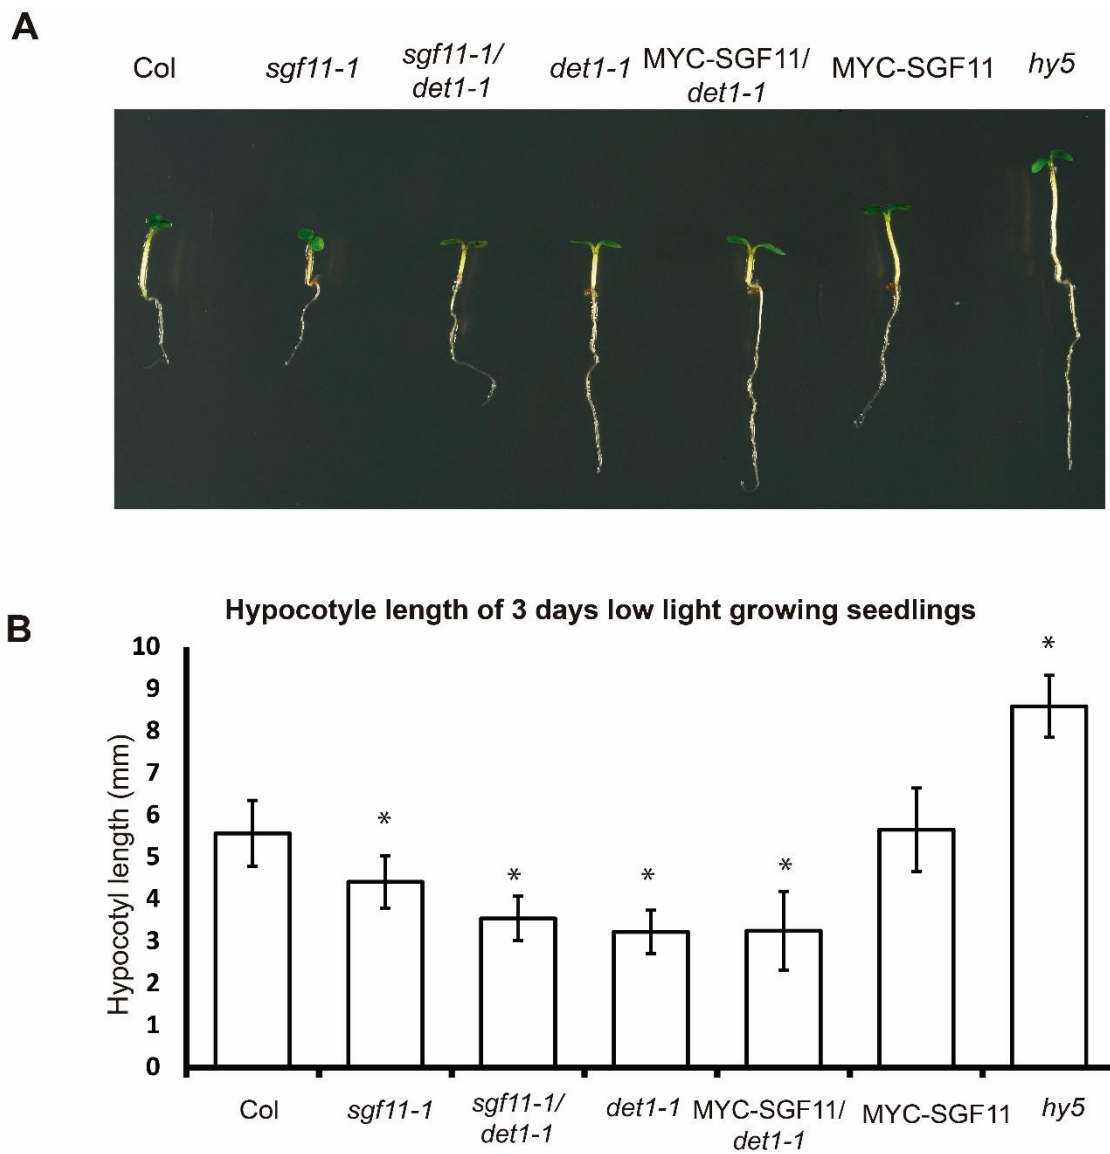 A
Col sgf11-1 sgf11-1/ det1-1 MYC-SGF11/ MYC-SGF11 hy5
det1-1 det1-1
B
Hypocotyle length of 3 days low light growing seedlings
Hypocotyl length (mm)
10
9
8
7
6
5
4
3
2
1
0
*
*
*
*
*
Col sgf11-1 sgf11-1/ det1-1 MYC-SGF11/ MYC-SGF11 hy5
det1-1 det1-1